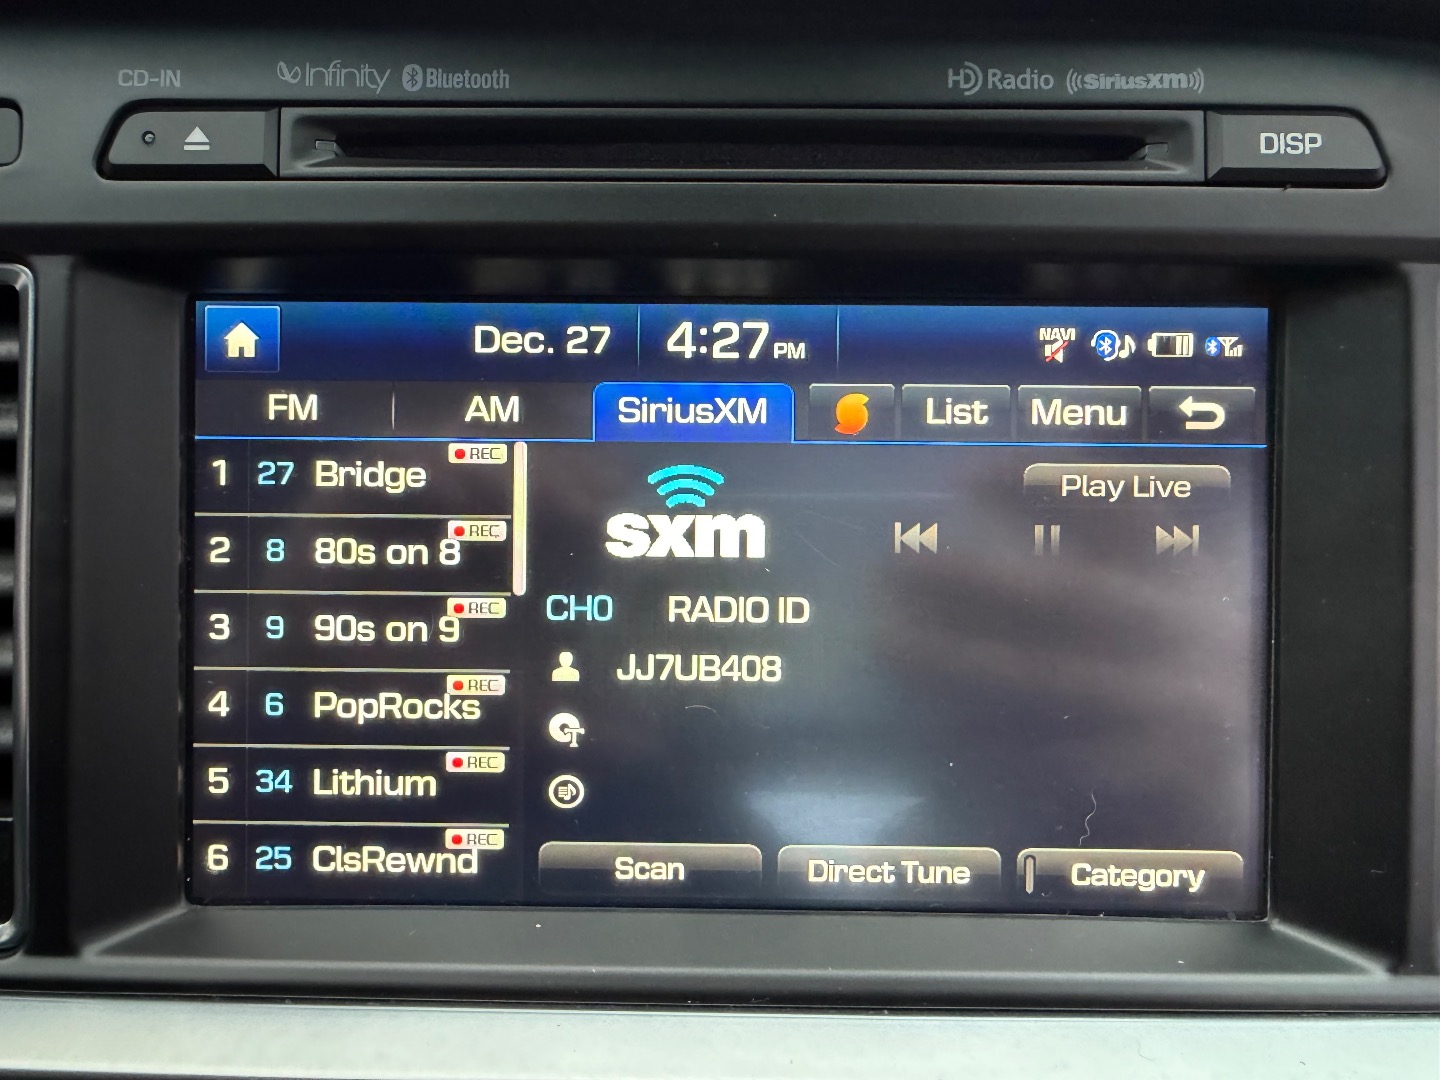 CD-IN Infinity Bluetooth HD Radio SiriusXM
DISP
Dec. 27 4:27 PM NAVI
FM AM SiriusXM List Menu
1 27 Bridge REC
2 8 80s on 8 REC
3 9 90s on 9 REC
4 6 PopRocks REC
5 34 Lithium REC
6 25 ClsRewnd REC
sxm
Play Live
CH0 RADIO ID
JJ7UB408
Scan Direct Tune Category